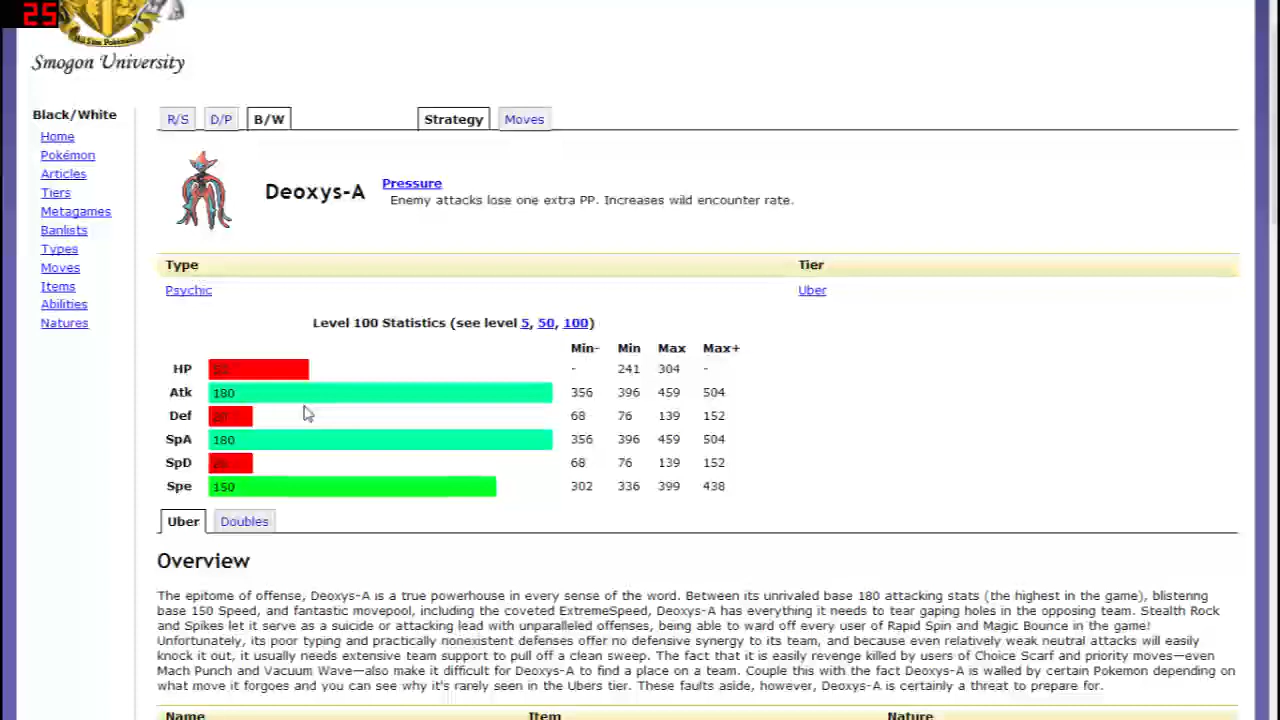 25
Smogon University
Black/White
Home
Pokémon
Articles
Tiers
Metagames
Banlists
Types
Moves
Items
Abilities
Natures
R/S D/P B/W Strategy Moves
Deoxys-A Pressure
Enemy attacks lose one extra PP. Increases wild encounter rate.
Type Tier
Psychic Uber
Level 100 Statistics (see level 5, 50, 100)
Min- Min Max Max+
HP 50 - 241 304 -
Atk 180 356 396 459 504
Def 20 68 76 139 152
SpA 180 356 396 459 504
SpD 20 68 76 139 152
Spe 150 302 336 399 438
Uber Doubles
Overview
The epitome of offense, Deoxys-A is a true powerhouse in every sense of the word. Between its unrivaled base 180 attacking stats (the highest in the game), blistering
base 150 Speed, and fantastic movepool, including the coveted ExtremeSpeed, Deoxys-A has everything it needs to tear gaping holes in the opposing team. Stealth Rock
and Spikes let it serve as a suicide or attacking lead with unparalleled offenses, being able to ward off every user of Rapid Spin and Magic Bounce in the game!
Unfortunately, its poor typing and practically nonexistent defenses offer no defensive synergy to its team, and because even relatively weak neutral attacks will easily
knock it out, it usually needs extensive team support to pull off a clean sweep. The fact that it is easily revenge killed by users of Choice Scarf and priority moves—even
Mach Punch and Vacuum Wave—also make it difficult for Deoxys-A to find a place on a team. Couple this with the fact Deoxys-A is walled by certain Pokemon depending on
what move it forgoes and you can see why it's rarely seen in the Ubers tier. These faults aside, however, Deoxys-A is certainly a threat to prepare for.
Name Item Nature